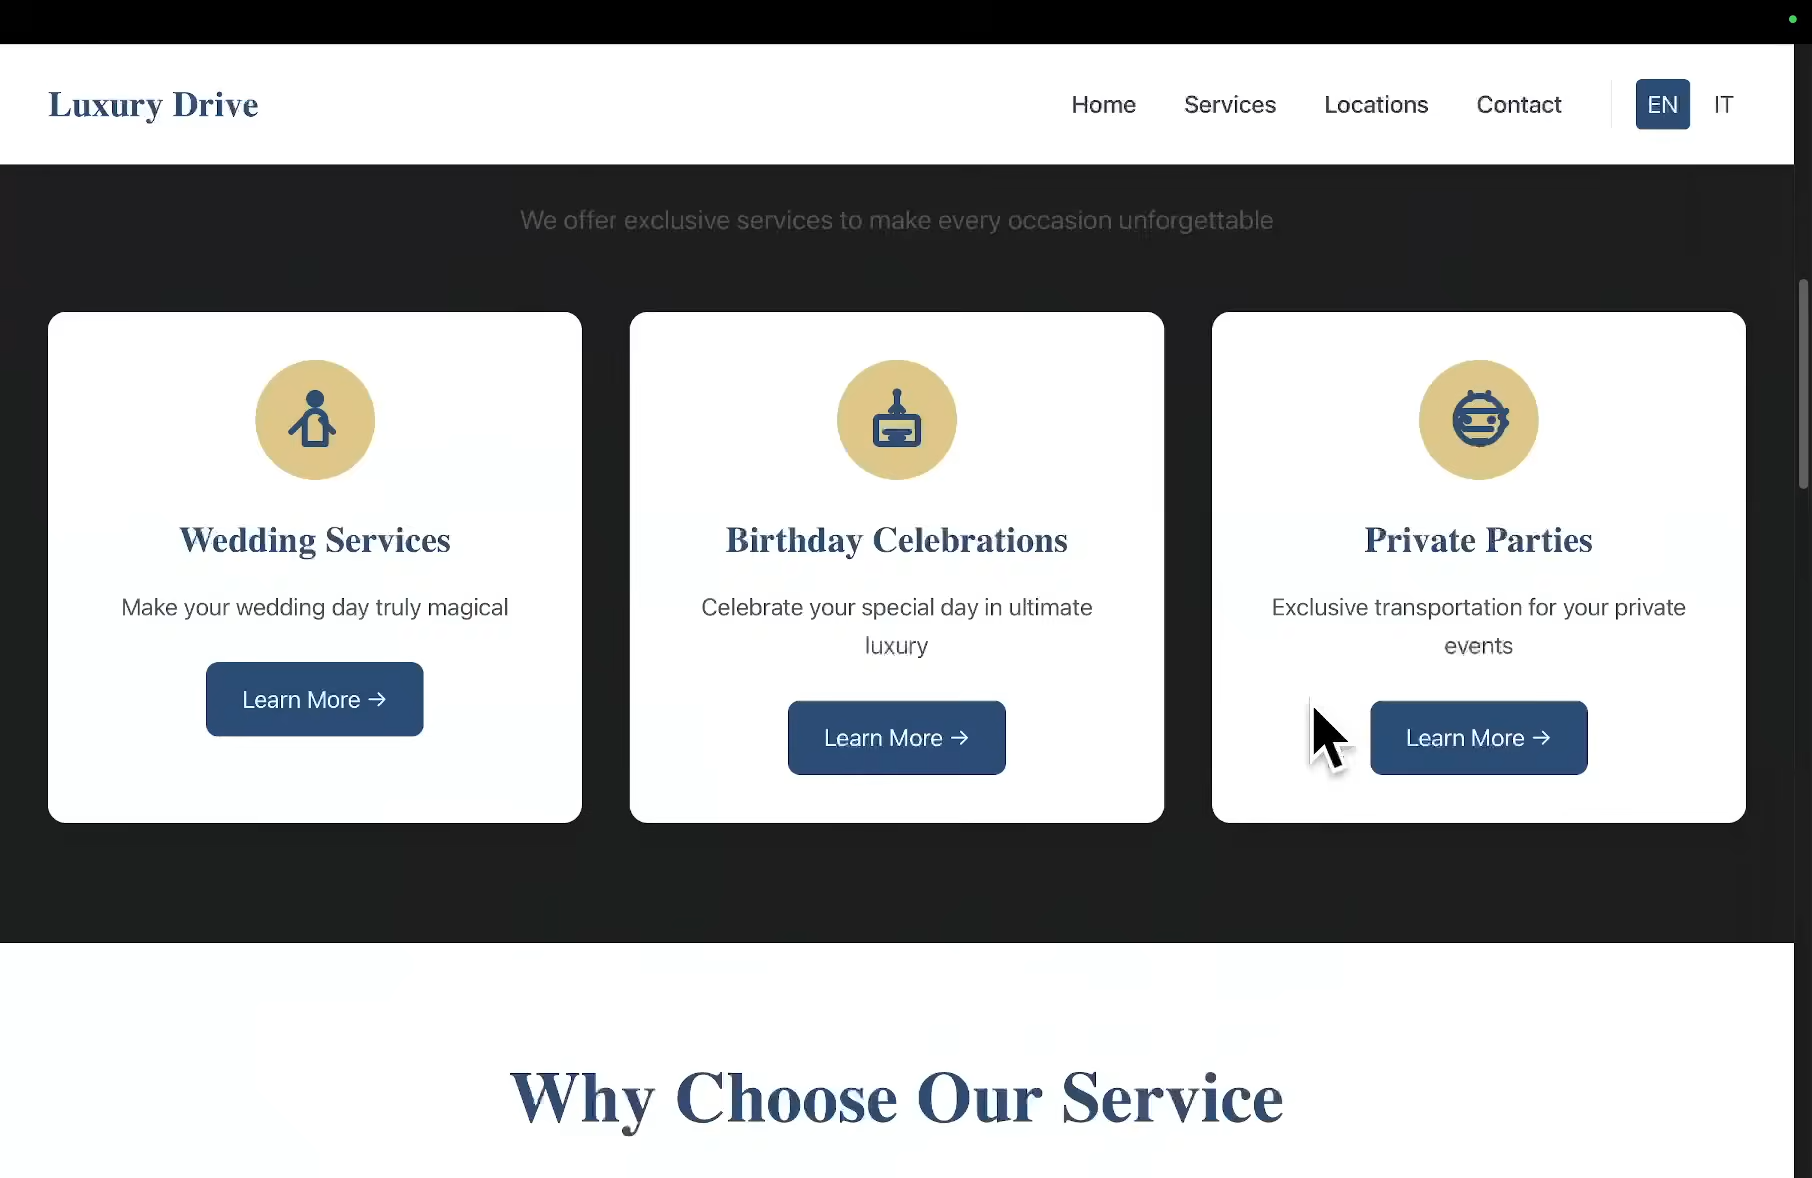 Luxury Drive
Home Services Locations Contact EN IT
We offer exclusive services to make every occasion unforgettable
Wedding Services
Make your wedding day truly magical
Learn More →
Birthday Celebrations
Celebrate your special day in ultimate
luxury
Learn More →
Private Parties
Exclusive transportation for your private
events
Learn More →
Why Choose Our Service